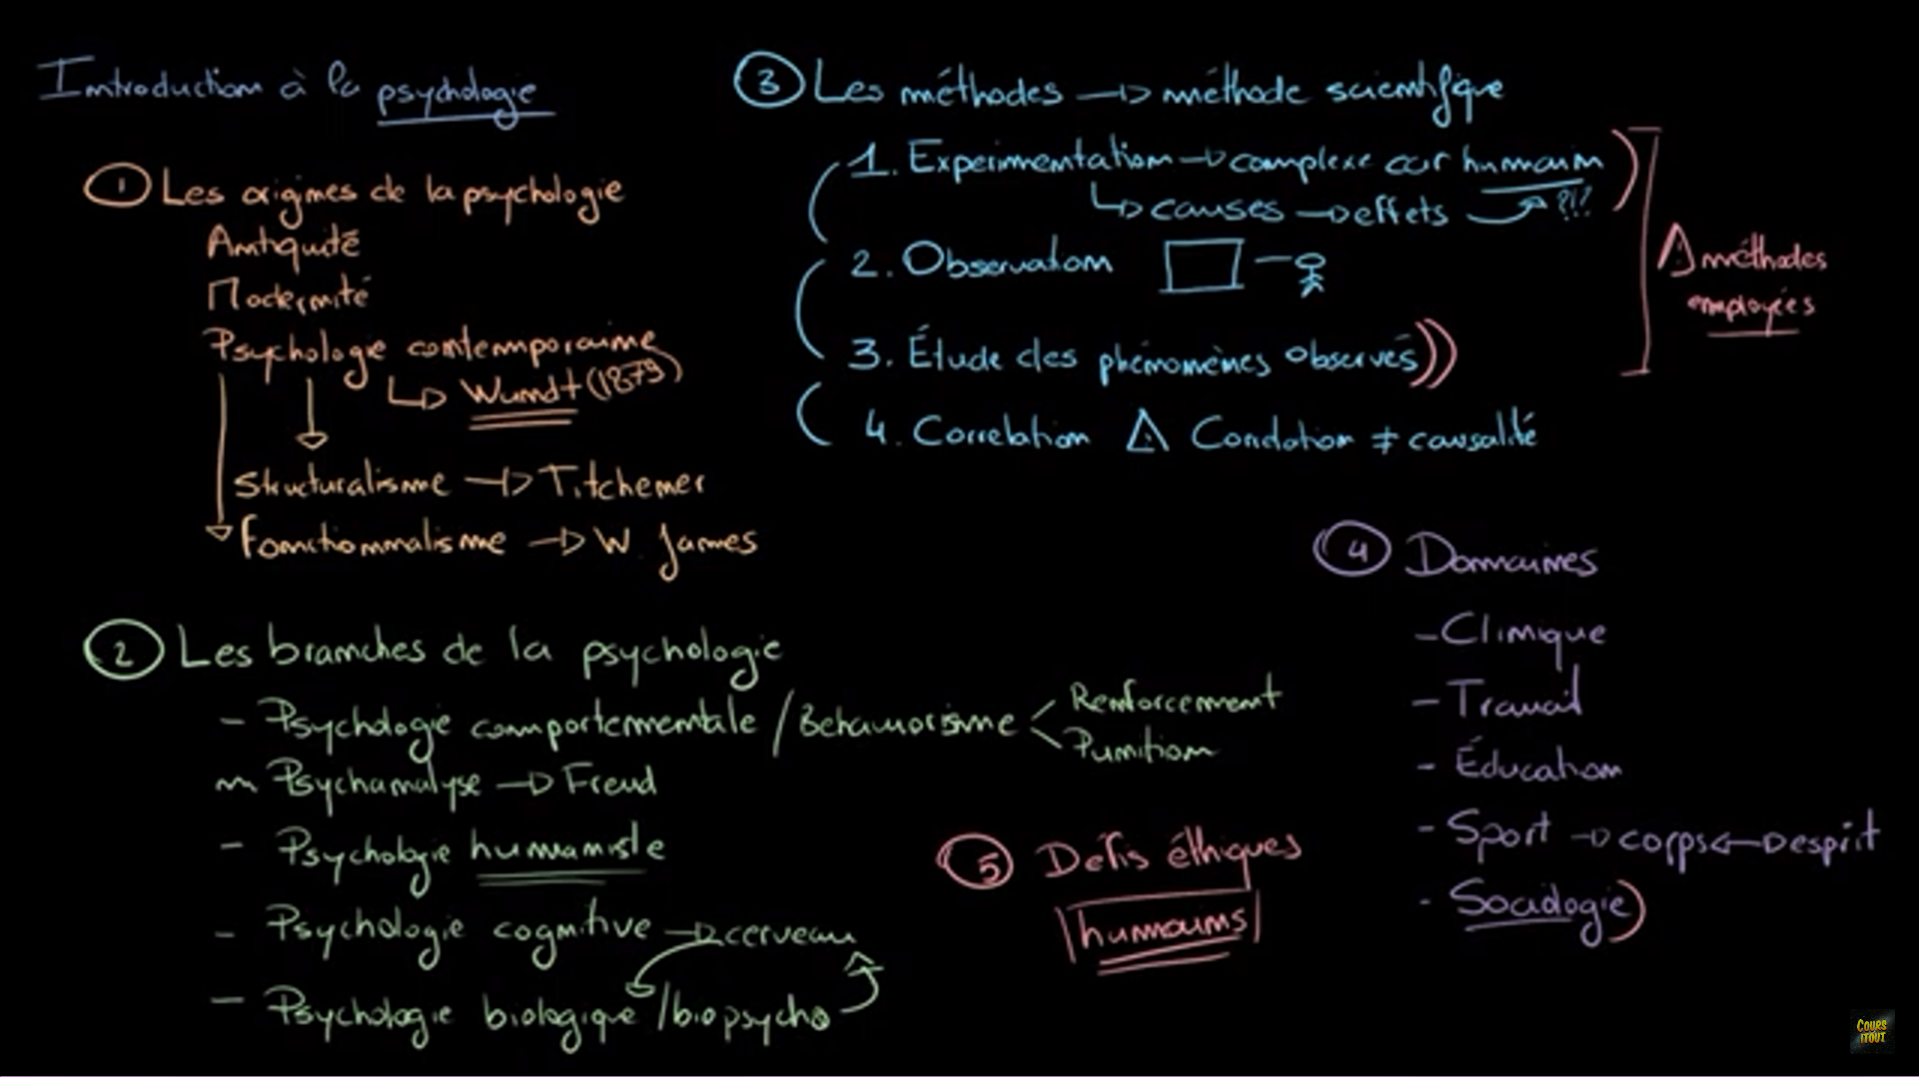 Introduction à la psychologie
① Les origines de la psychologie
Antiquité
Modernité
Psychologie contemporaine
↳ Wundt (1879)
Structuralisme → Titchener
Fonctionnalisme → W. James
② Les branches de la psychologie
- Psychologie comportementale / Behaviorisme < Renforcement
Punition
Psychanalyse → Freud
- Psychologie humaniste
- Psychologie cognitive → cerveau
- Psychologie biologique / biopsycho
③ Les méthodes → méthode scientifique
1. Expérimentation → complexe car humain
↳ causes → effets ?!?
2. Observation
3. Étude des phénomènes observés
4. Corrélation ⚠ Corrélation ≠ causalité
⚠ méthodes
employées
④ Domaines
- Clinique
- Travail
- Éducation
- Sport → corps ↔ esprit
- Sociologie
⑤ Défis éthiques
humains
COURS
ITOUT